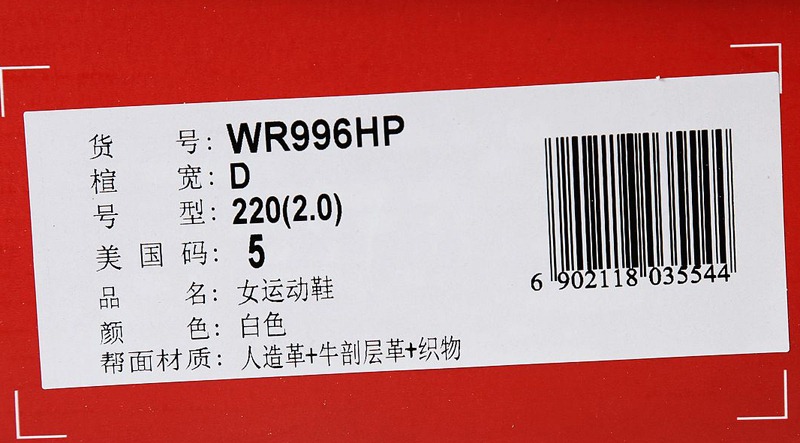 货号：WR996HP
楦宽：D
号型：220(2.0)
美国码：5
品名：女运动鞋
颜色：白色
帮面材质：人造革+牛剖层革+织物
6 902118 035544